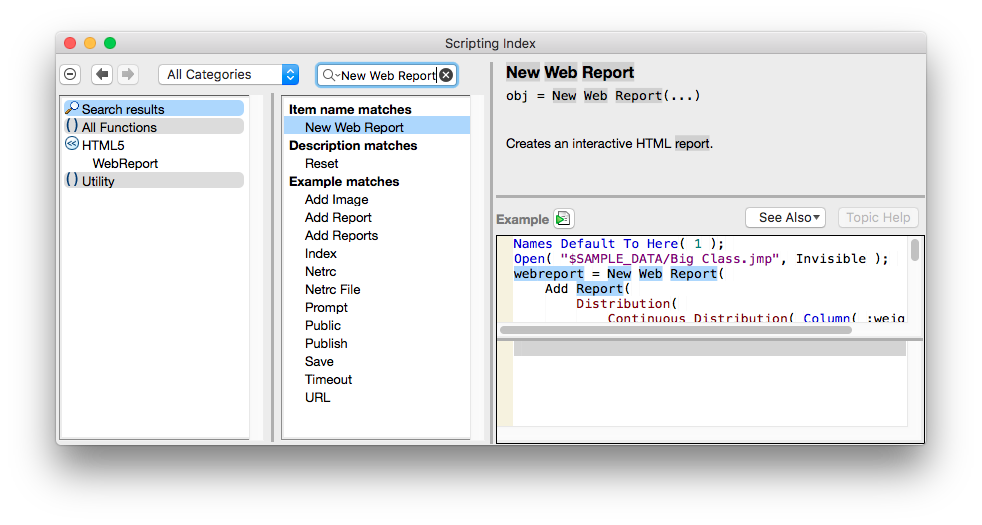 Scripting Index
All Categories
New Web Report
Search results
All Functions
HTML5
WebReport
Utility
Item name matches
New Web Report
Description matches
Reset
Example matches
Add Image
Add Report
Add Reports
Index
Netrc
Netrc File
Prompt
Public
Publish
Save
Timeout
URL
New Web Report
obj = New Web Report(...)
Creates an interactive HTML report.
Example
See Also
Topic Help
Names Default To Here( 1 );
Open( "$SAMPLE_DATA/Big Class.jmp", Invisible );
webreport = New Web Report(
Add Report(
Distribution(
Continuous Distribution( Column( :weig